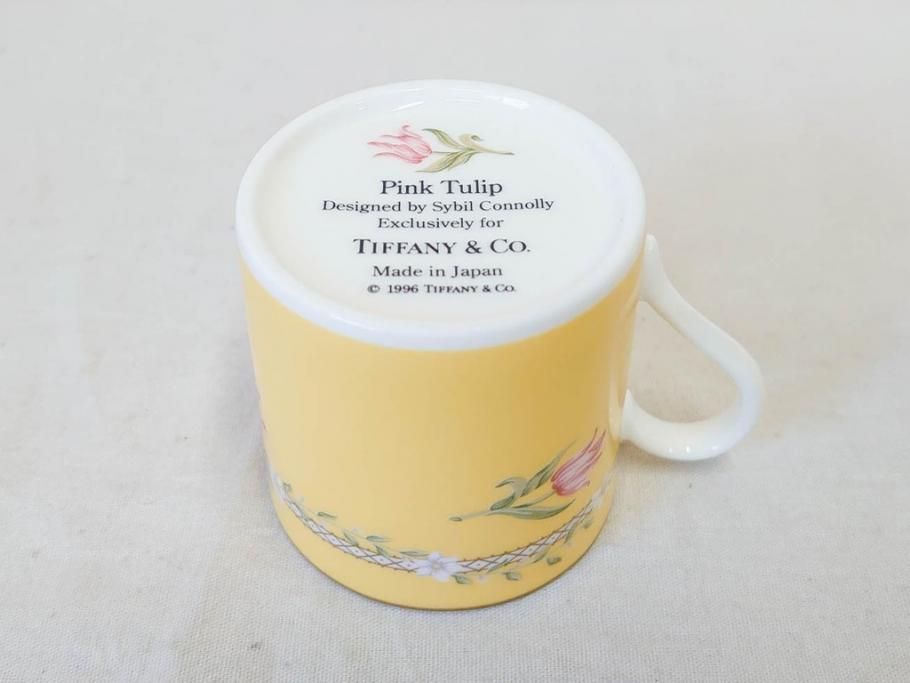 Pink Tulip
Designed by Sybil Connolly
Exclusively for
TIFFANY & CO.
Made in Japan
© 1996 TIFFANY & CO.